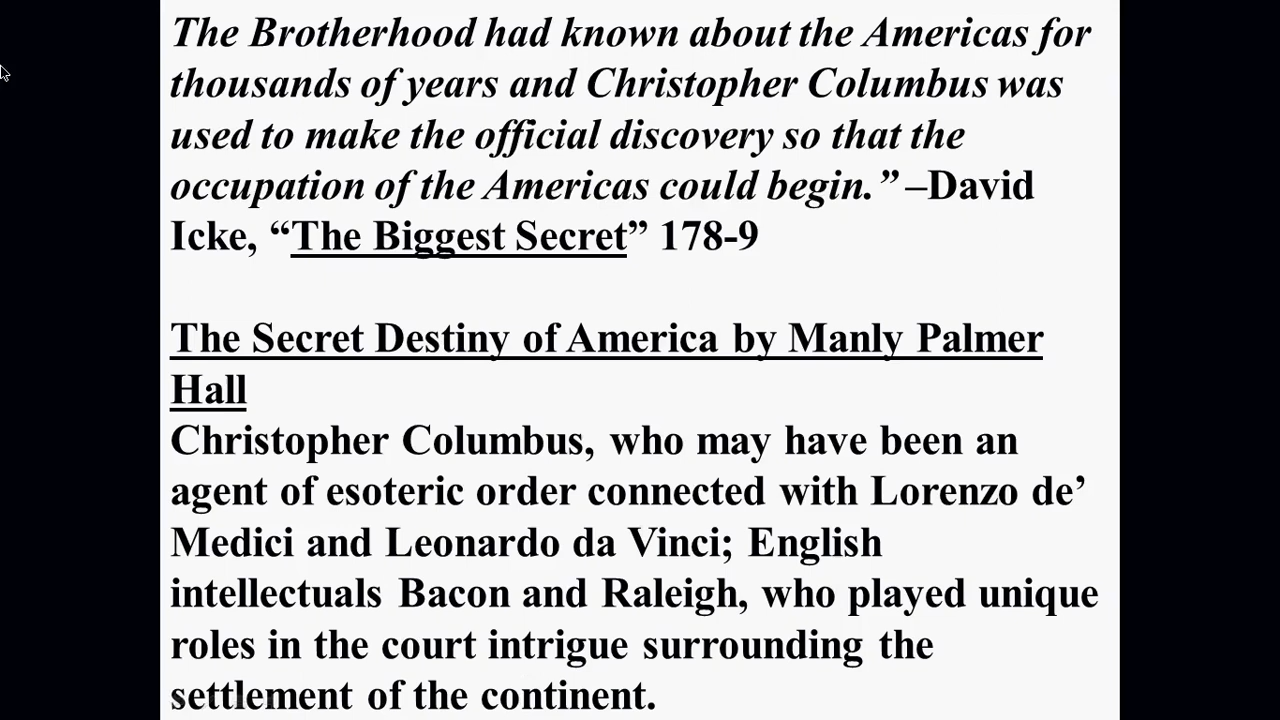 The Brotherhood had known about the Americas for
thousands of years and Christopher Columbus was
used to make the official discovery so that the
occupation of the Americas could begin.” –David
Icke, “The Biggest Secret” 178-9
The Secret Destiny of America by Manly Palmer
Hall
Christopher Columbus, who may have been an
agent of esoteric order connected with Lorenzo de’
Medici and Leonardo da Vinci; English
intellectuals Bacon and Raleigh, who played unique
roles in the court intrigue surrounding the
settlement of the continent.